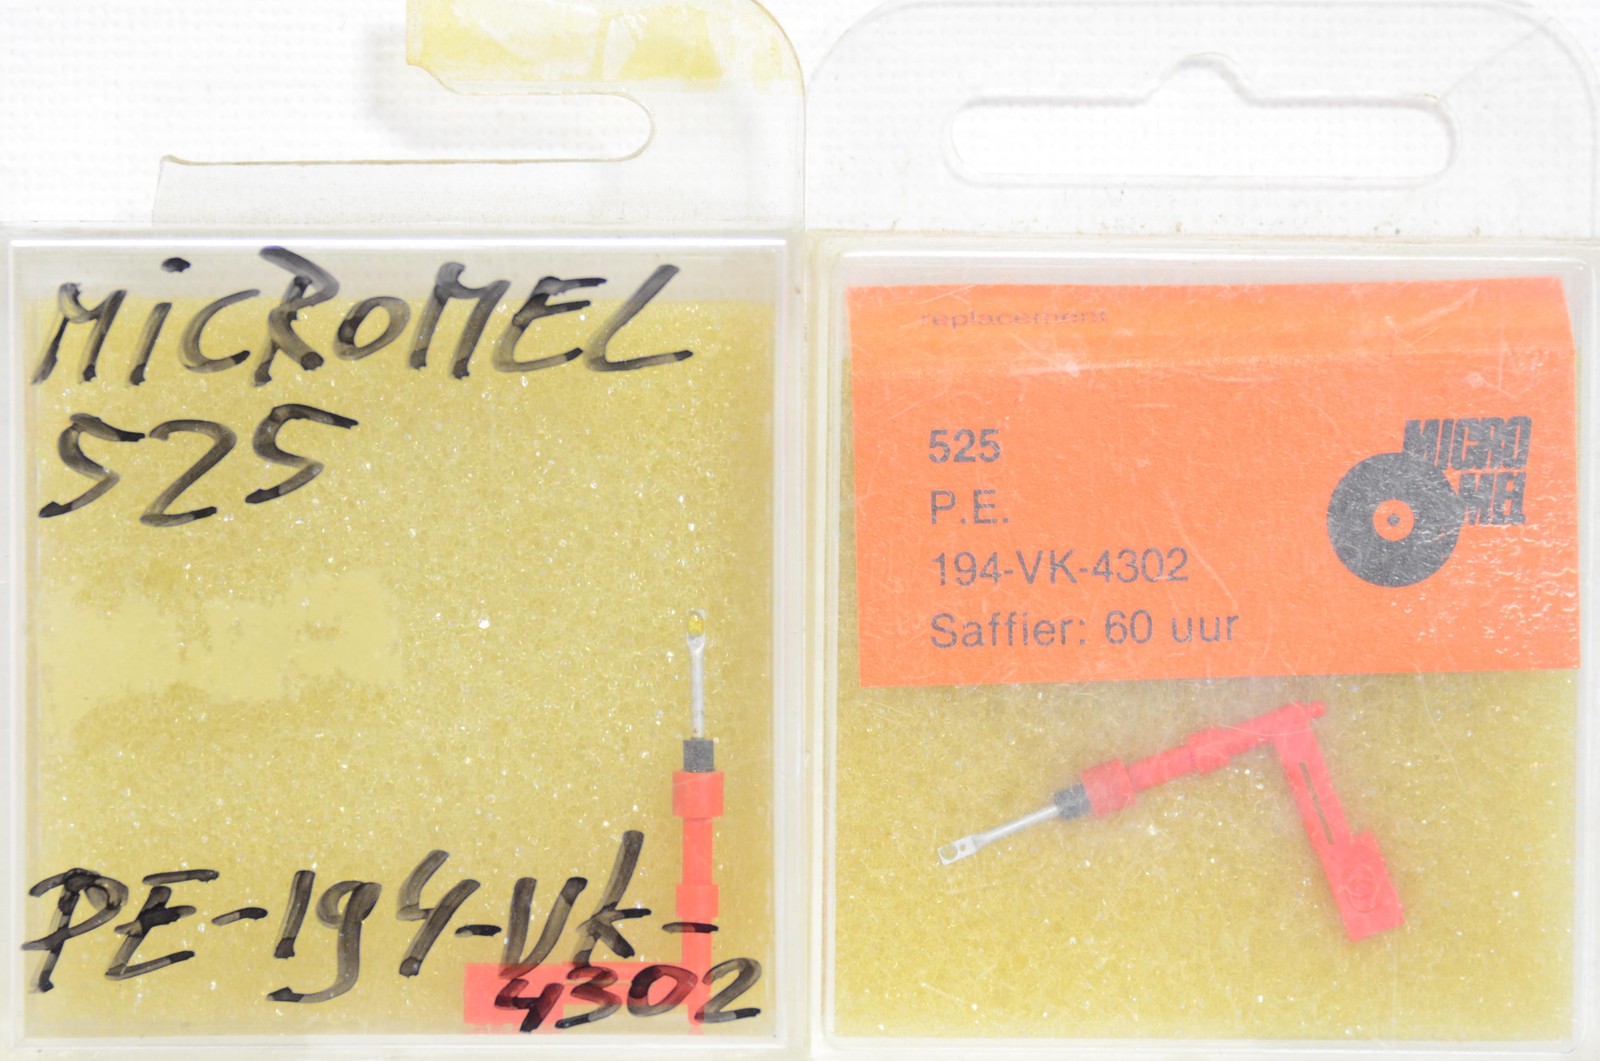 MiCROMEL
525
PE-194-VK-
4302
replacement
525
P.E.
194-VK-4302
Saffier: 60 uur
MICRO
MEL